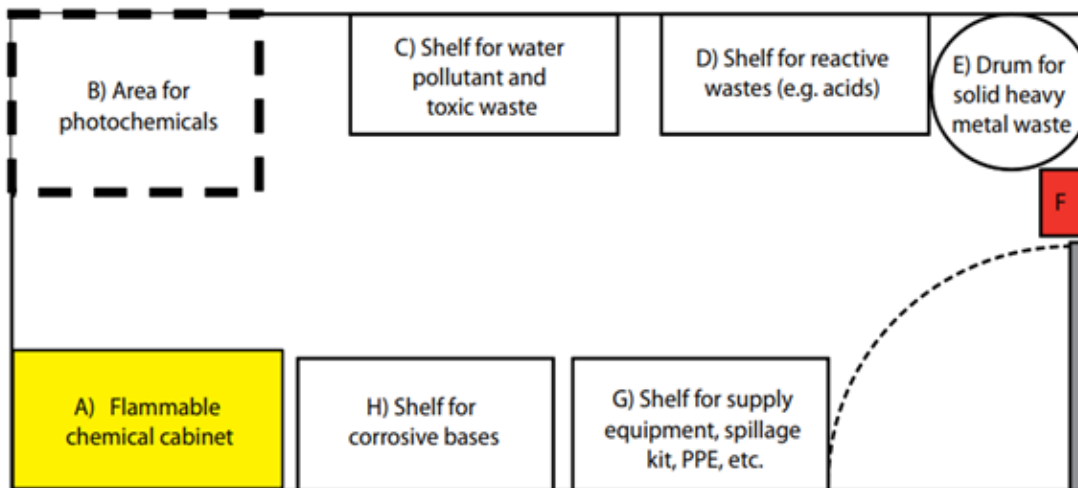 B) Area for
photochemicals
C) Shelf for water
pollutant and
toxic waste
D) Shelf for reactive
wastes (e.g. acids)
E) Drum for
solid heavy
metal waste
F
A) Flammable
chemical cabinet
H) Shelf for
corrosive bases
G) Shelf for supply
equipment, spillage
kit, PPE, etc.